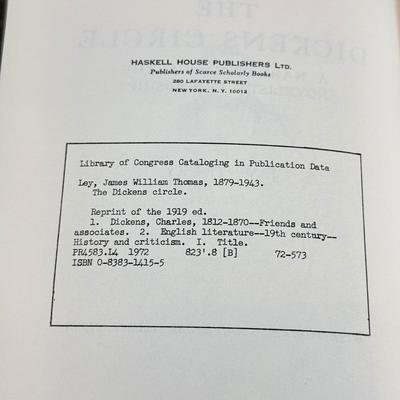 THE
DICKENS CIRCLE
HASKELL HOUSE PUBLISHERS LTD.
Publishers of Scarce Scholarly Books
280 LAFAYETTE STREET
NEW YORK, N. Y. 10012
Library of Congress Cataloging in Publication Data
Ley, James William Thomas, 1879-1943.
The Dickens circle.
Reprint of the 1919 ed.
1. Dickens, Charles, 1812-1870--Friends and
associates. 2. English literature--19th century--
History and criticism. I. Title.
PR4583.L4 1972 823'.8 [B] 72-573
ISBN 0-8383-1415-5